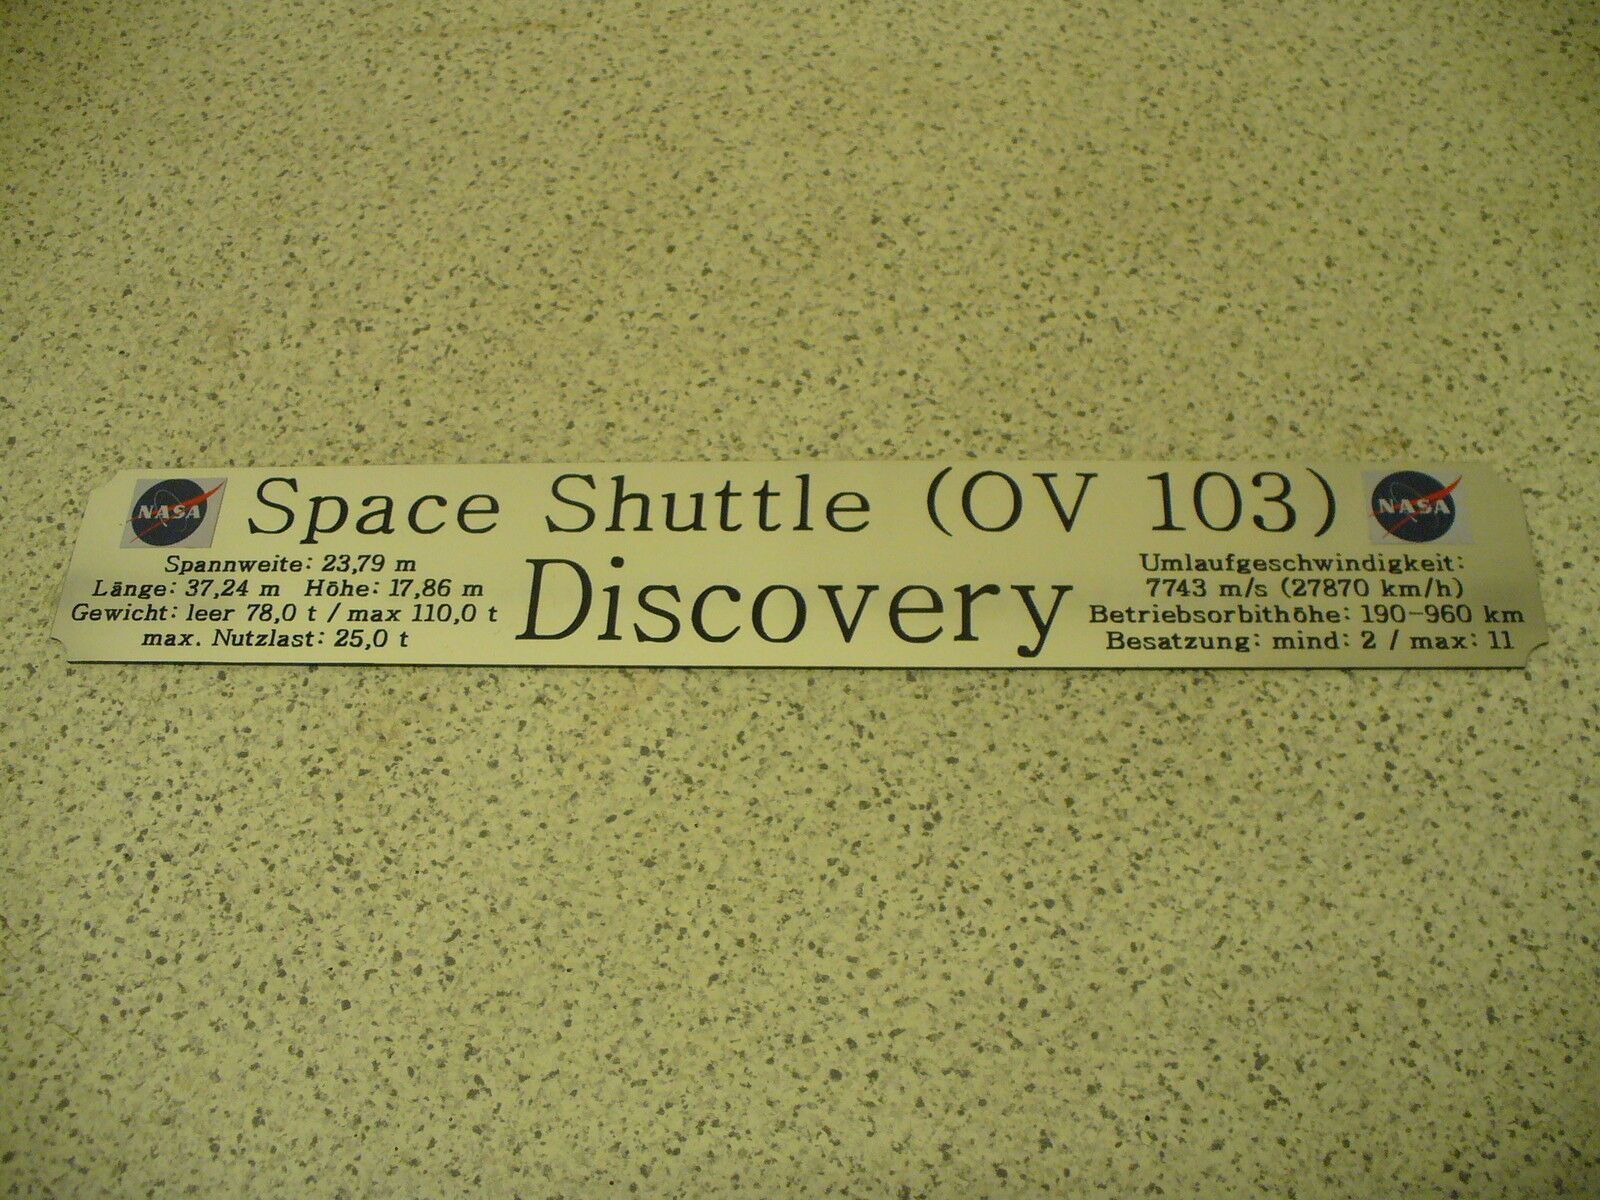 NASA
Space Shuttle (OV 103)
NASA
Discovery
Spannweite: 23,79 m
Länge: 37,24 m Höhe: 17,86 m
Gewicht: leer 78,0 t / max 110,0 t
max. Nutzlast: 25,0 t
Umlaufgeschwindigkeit:
7743 m/s (27870 km/h)
Betriebsorbithöhe: 190-960 km
Besatzung: mind: 2 / max: 11